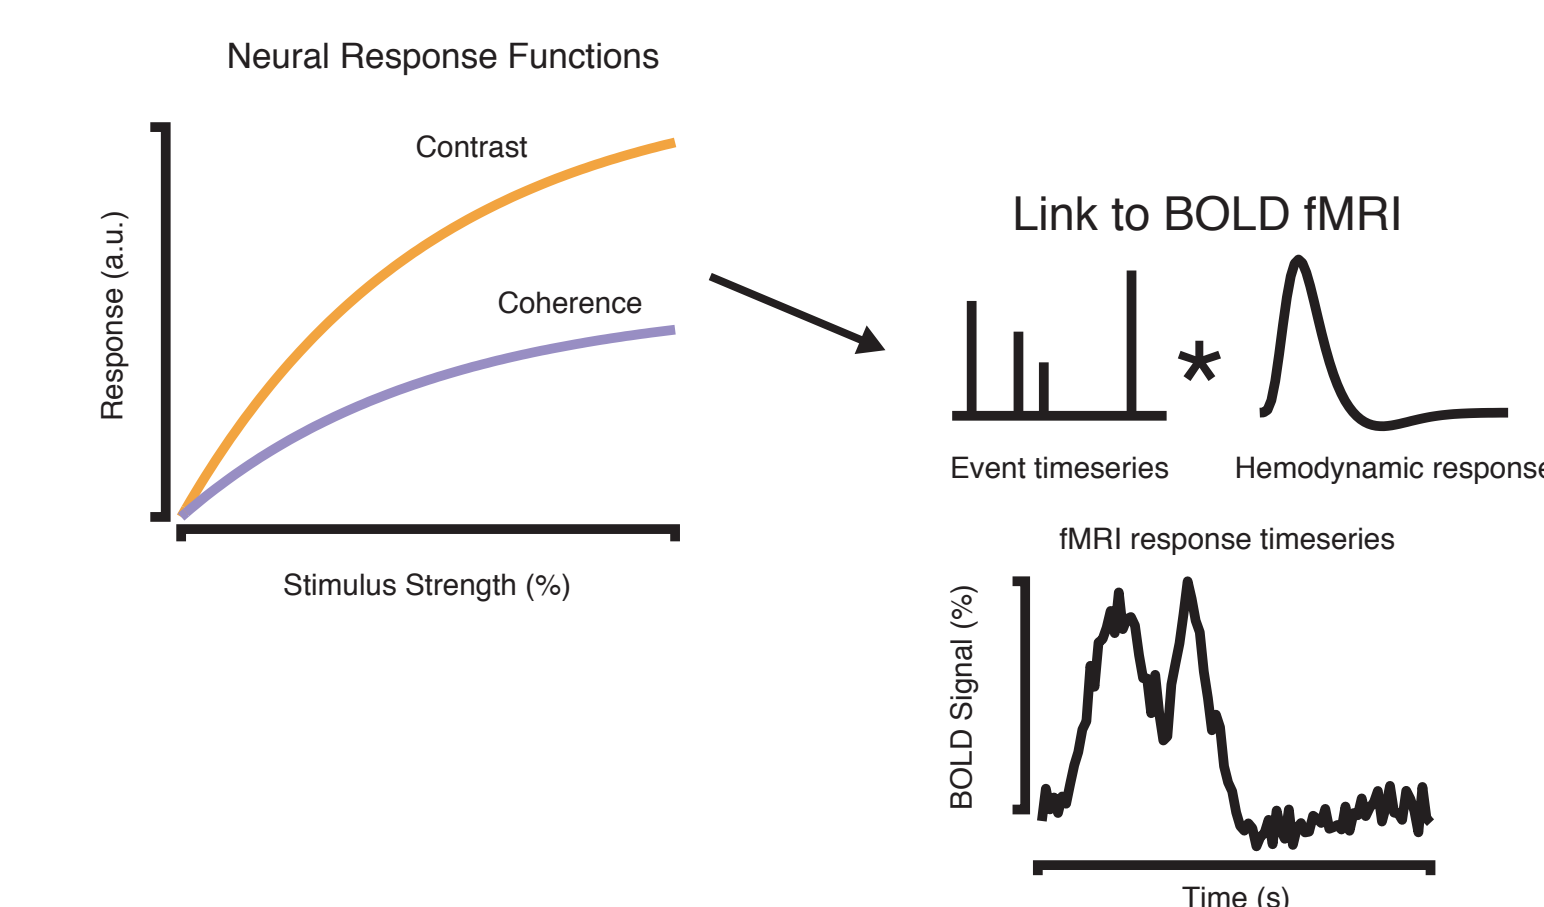 Neural Response Functions
Contrast
Coherence
Response (a.u.)
Stimulus Strength (%)
Link to BOLD fMRI
*
Event timeseries
Hemodynamic response
fMRI response timeseries
BOLD Signal (%)
Time (s)